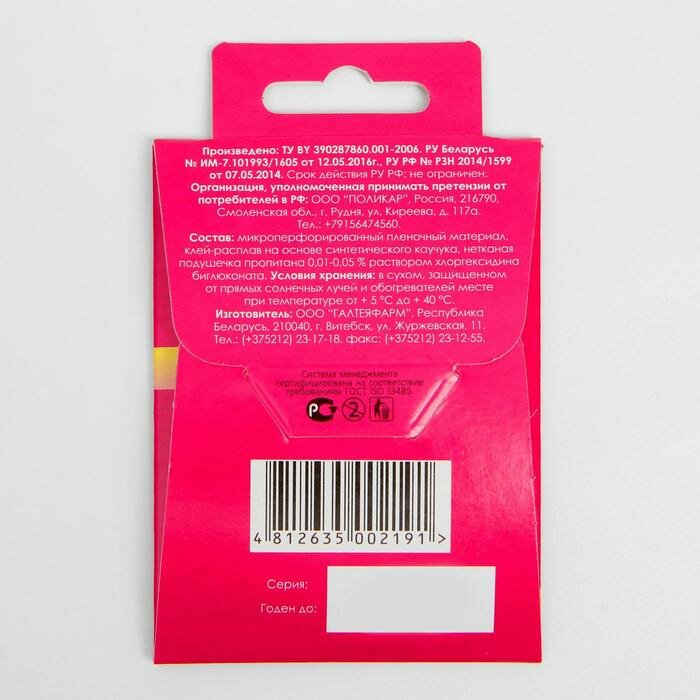 Произведено: ТУ BY 390287860.001-2006. РУ Беларусь
№ ИМ-7.101993/1605 от 12.05.2016г., РУ РФ № РЗН 2014/1599
от 07.05.2014. Срок действия РУ РФ: не ограничен.
Организация, уполномоченная принимать претензии от
потребителей в РФ: ООО "ПОЛИКАР", Россия, 216790,
Смоленская обл., г. Рудня, ул. Киреева, д. 117а.
Тел.: +79156474560.
Состав: микроперфорированный пленочный материал,
клей-расплав на основе синтетического каучука, нетканая
подушечка пропитана 0,01-0,05 % раствором хлоргексидина
биглюконата. Условия хранения: в сухом, защищенном
от прямых солнечных лучей и обогревателей месте
при температуре от + 5 °С до + 40 °С.
Изготовитель: ООО "ГАЛТЕЯФАРМ", Республика
Беларусь, 210040, г. Витебск, ул. Журжевская, 11.
Тел.: (+375212) 23-17-18, факс: (+375212) 23-12-55.
Система менеджмента
сертифицирована на соответствие
требованиям ГОСТ ISO 13485.
4 812635 002191 >
Серия:
Годен до: